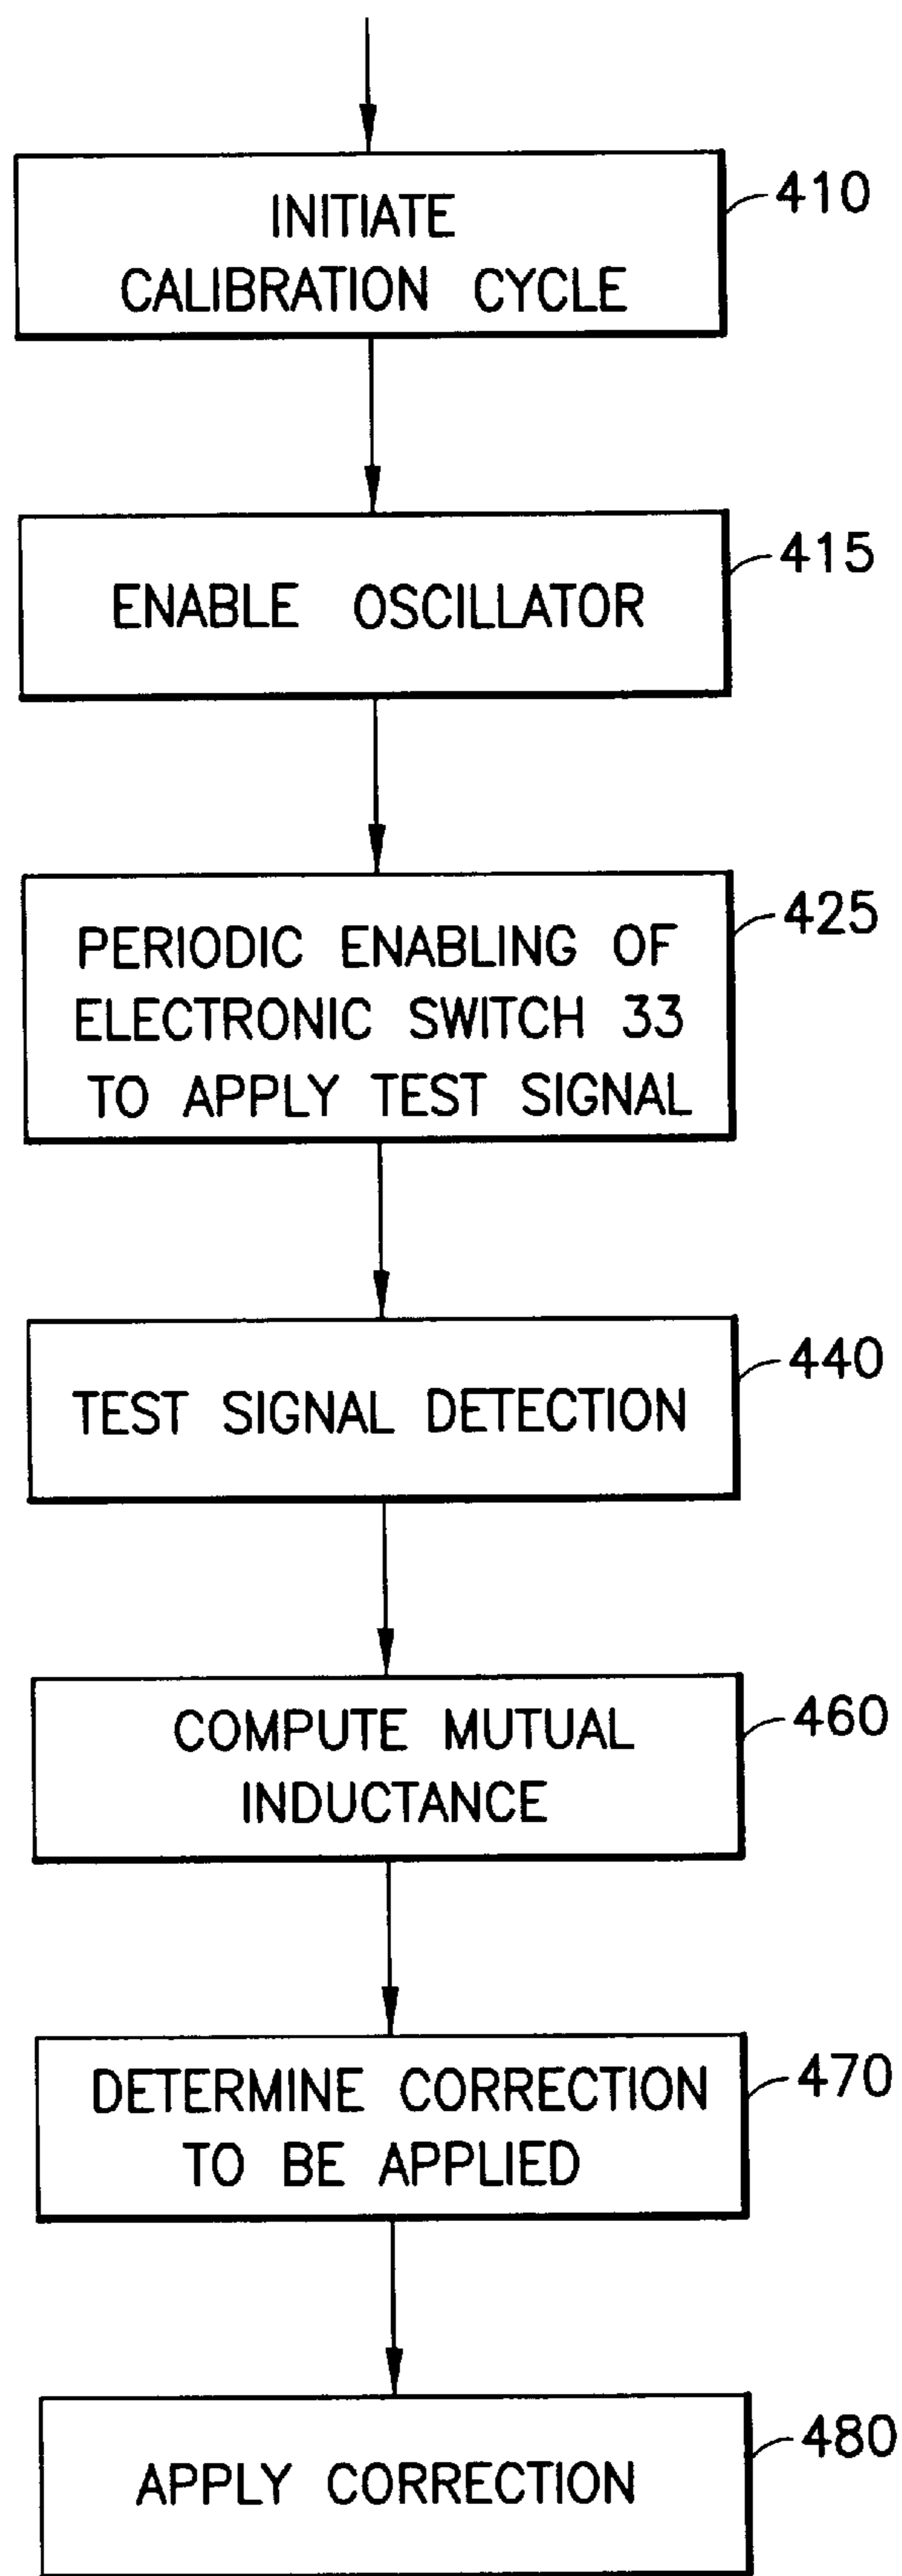 INITIATE
CALIBRATION CYCLE
410
ENABLE OSCILLATOR
415
PERIODIC ENABLING OF
ELECTRONIC SWITCH 33
TO APPLY TEST SIGNAL
425
TEST SIGNAL DETECTION
440
COMPUTE MUTUAL
INDUCTANCE
460
DETERMINE CORRECTION
TO BE APPLIED
470
APPLY CORRECTION
480